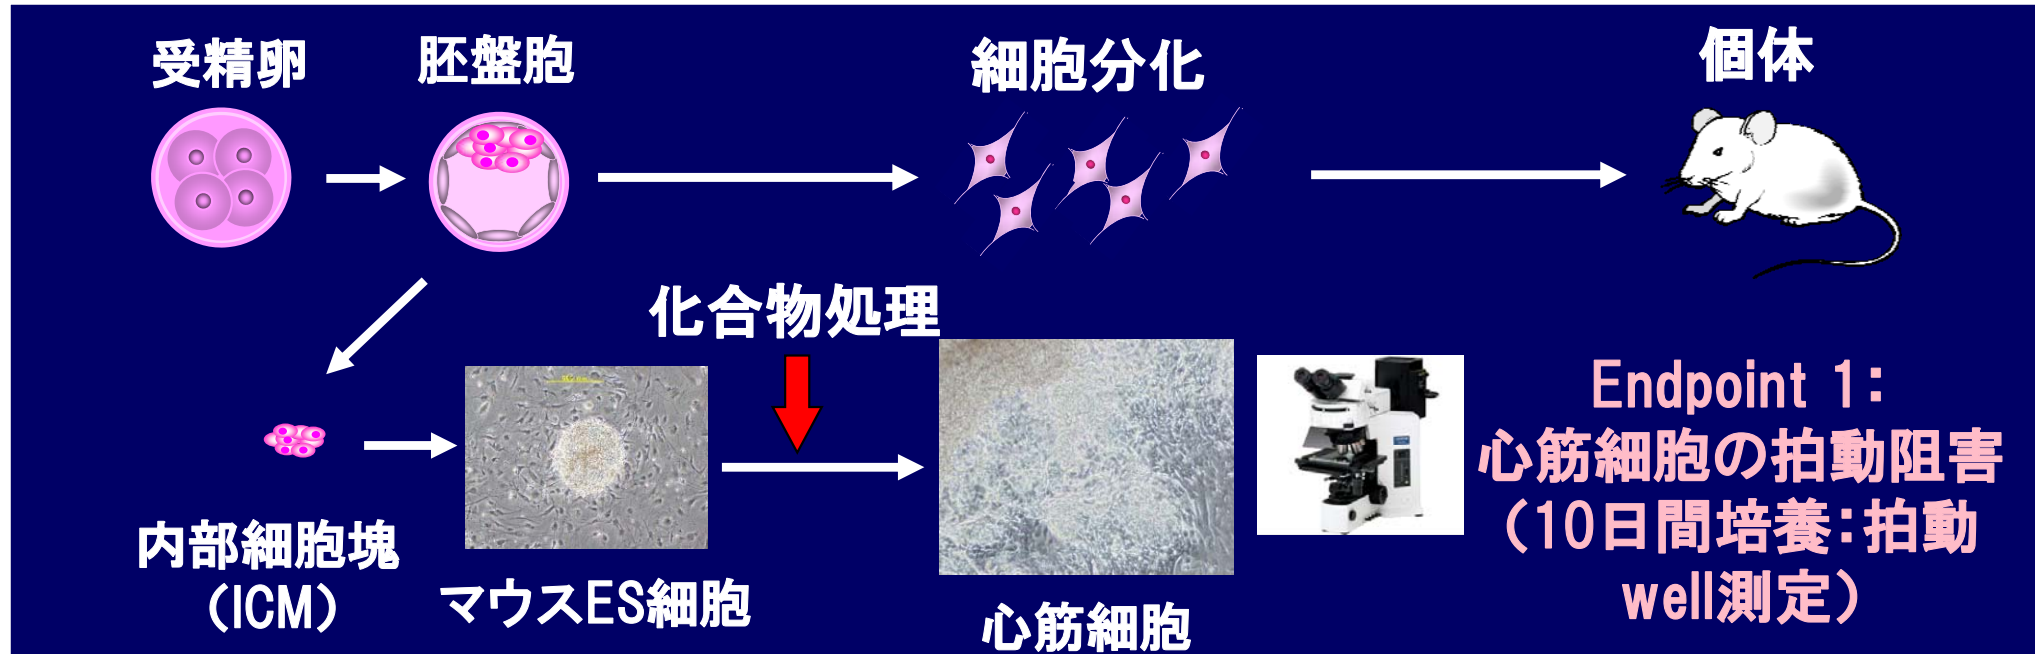 受精卵
胚盤胞
細胞分化
個体
化合物処理
内部細胞塊
（ICM）
マウスES細胞
心筋細胞
Endpoint 1：
心筋細胞の拍動阻害
（10日間培養：拍動
well測定）